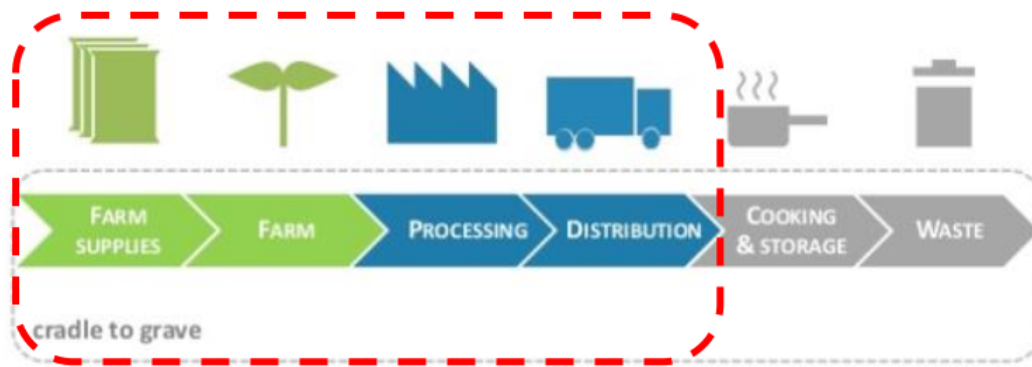 FARM SUPPLIES
FARM
PROCESSING
DISTRIBUTION
COOKING & STORAGE
WASTE
cradle to grave